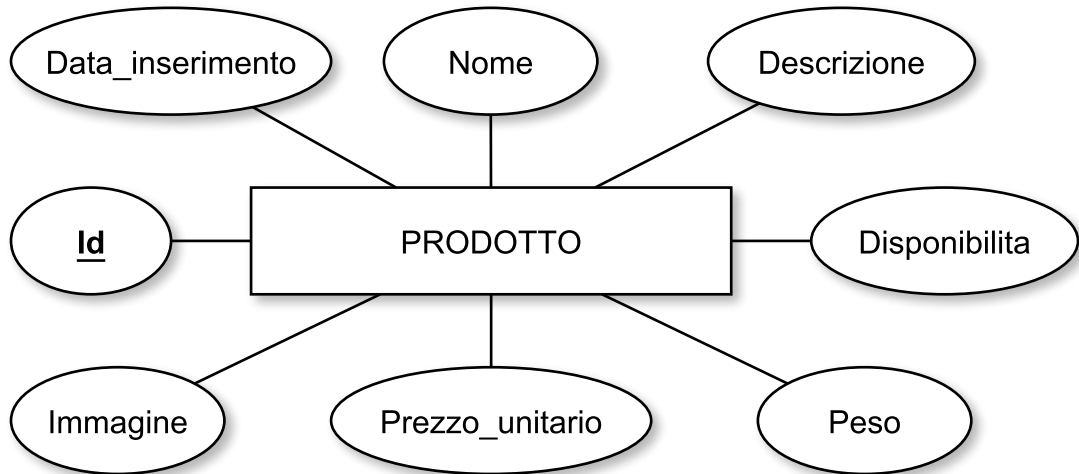 Data_inserimento
Nome
Descrizione
Id
PRODOTTO
Disponibilita
Immagine
Prezzo_unitario
Peso